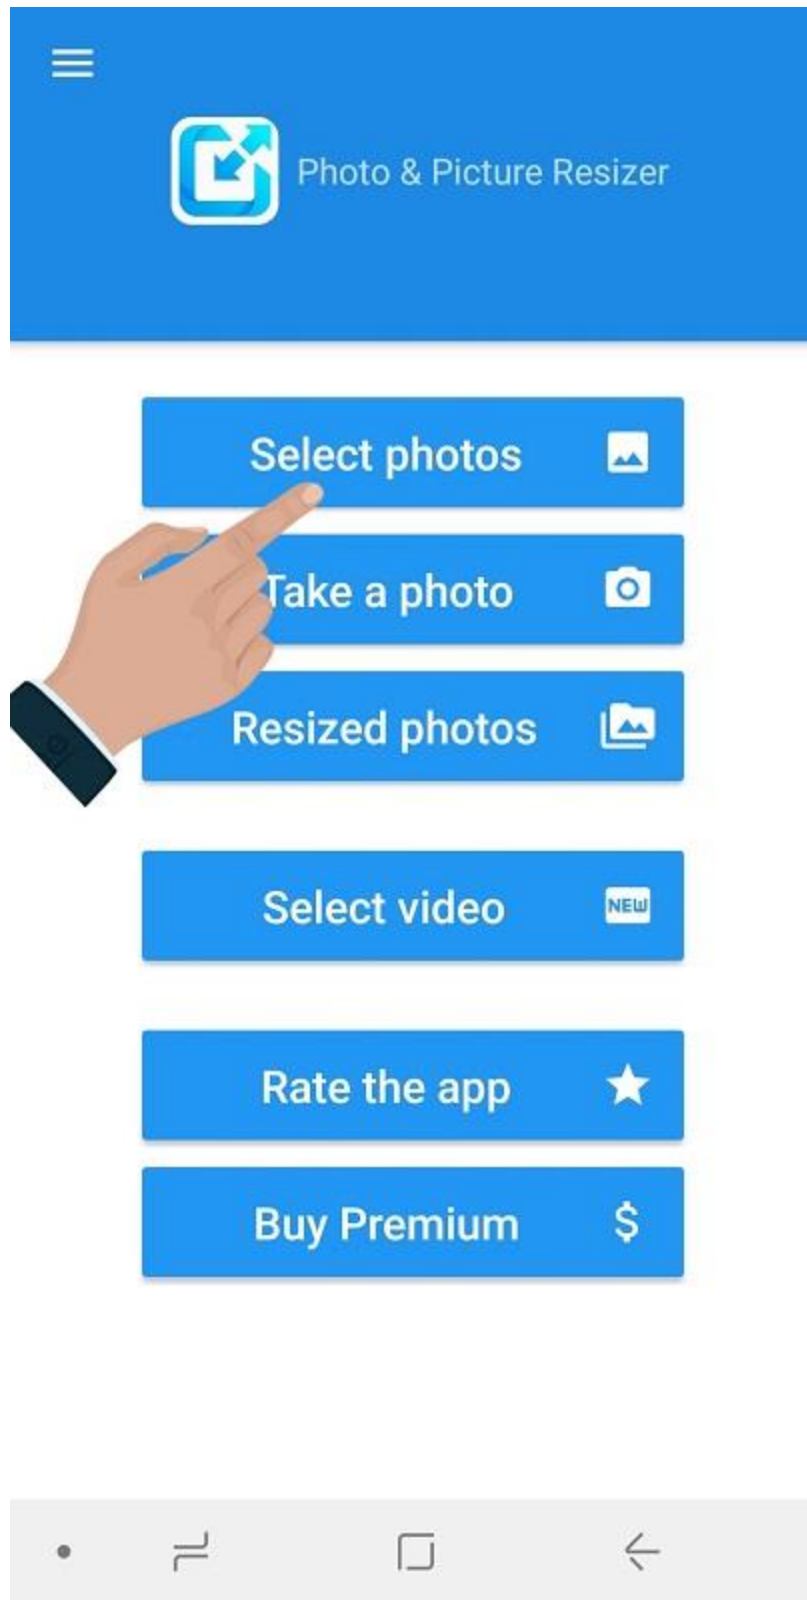 Photo & Picture Resizer
Select photos
Take a photo
Resized photos
Select video
NEW
Rate the app
Buy Premium
$